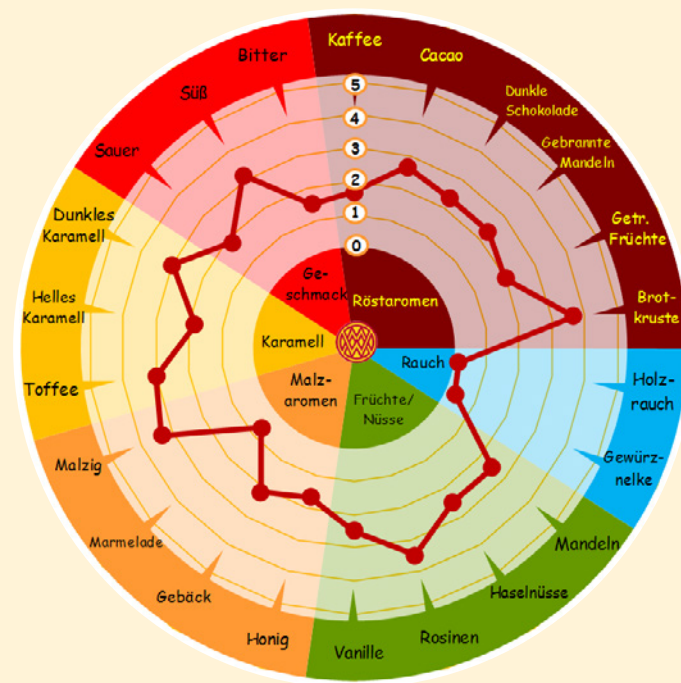 Kaffee
Cacao
Dunkle
Schokolade
Gebrannte
Mandeln
Getr.
Früchte
Brot-
kruste
Holz-
rauch
Gewürz-
nelke
Mandeln
Haselnüsse
Rosinen
Vanille
Honig
Gebäck
Marmelade
Malzig
Toffee
Helles
Karamell
Dunkles
Karamell
Sauer
Süß
Bitter
5
4
3
2
1
0
Ge-
schmack
Röstaromen
Karamell
Rauch
Malz-
aromen
Früchte/
Nüsse